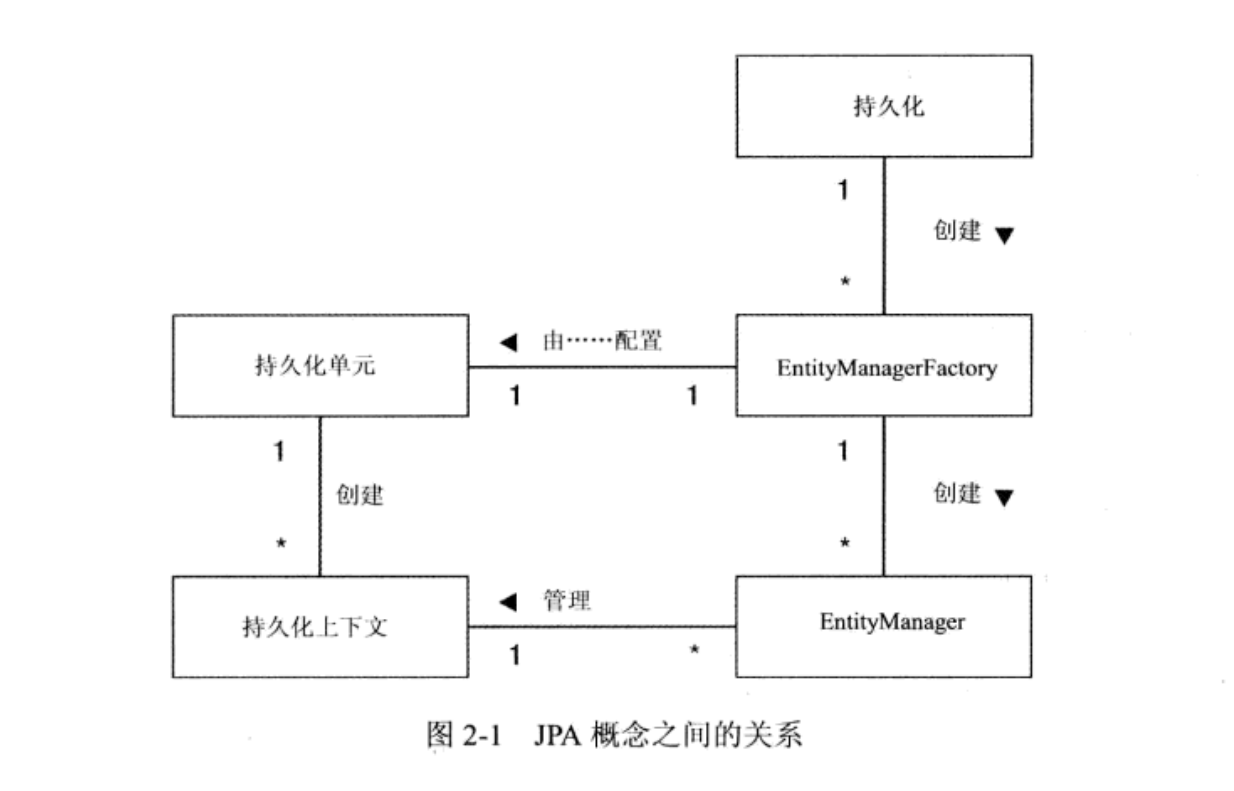 持久化
1
创建 ▼
*
持久化单元
◀ 由……配置
EntityManagerFactory
1
1
1
1
创建
创建 ▼
*
*
持久化上下文
◀ 管理
EntityManager
1
*
图 2-1 JPA 概念之间的关系